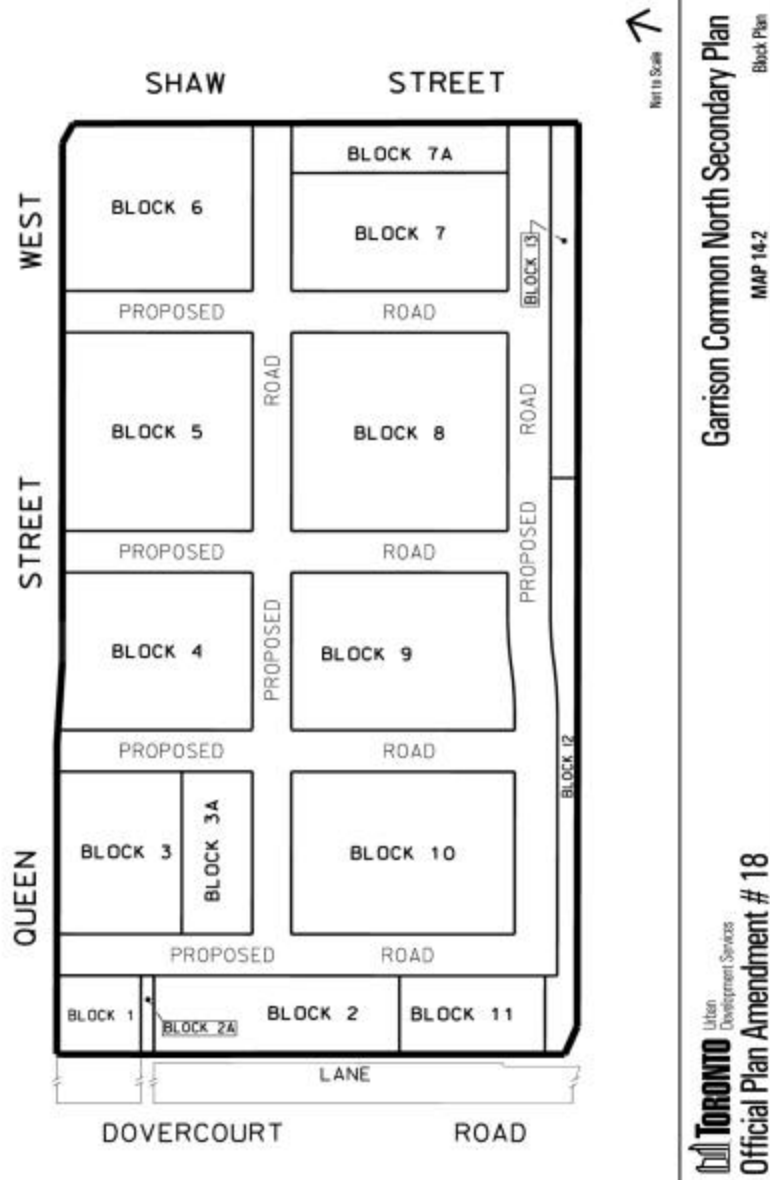 SHAW STREET
WEST
STREET
QUEEN
BLOCK 6
BLOCK 7A
BLOCK 7
BLOCK 13
PROPOSED ROAD
ROAD
ROAD
BLOCK 5
BLOCK 8
PROPOSED
PROPOSED ROAD
BLOCK 4
PROPOSED
BLOCK 9
PROPOSED ROAD
BLOCK 12
BLOCK 3
BLOCK 3A
BLOCK 10
PROPOSED ROAD
BLOCK 1
BLOCK 2A
BLOCK 2
BLOCK 11
LANE
DOVERCOURT ROAD
Not to Scale
Garrison Common North Secondary Plan
MAP 14-2
Block Plan
TORONTO
Urban
Development Services
Official Plan Amendment # 18